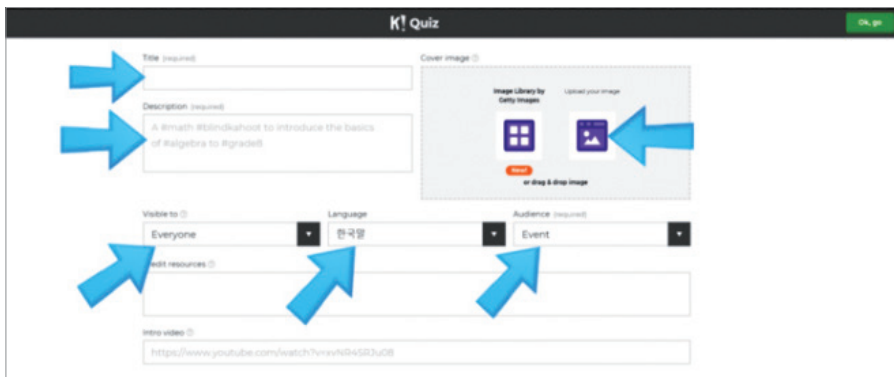 K! Quiz
Ok, go
Title (required)
Cover image
Image Library by
Getty Images
Upload your image
New!
or drag & drop image
Description (required)
A #math #blindkahoot to introduce the basics
of #algebra to #grade8.
Visible to
Language
Audience (required)
Everyone
한국말
Event
edit resources
Intro video